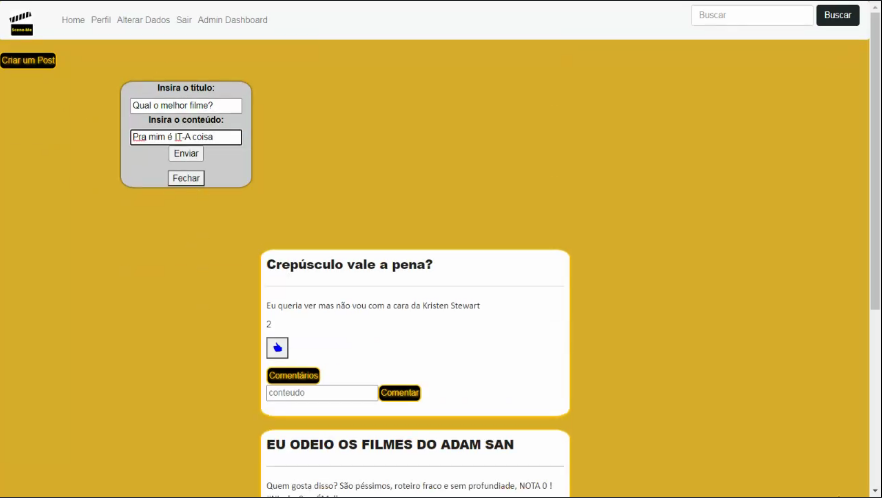 Home Perfil Alterar Dados Sair Admin Dashboard
Buscar Buscar
Criar um Post
Insira o título:
Qual o melhor filme?
Insira o conteúdo:
Pra mim é IT-A coisa
Enviar
Fechar
Crepúsculo vale a pena?
Eu queria ver mas não vou com a cara da Kristen Stewart
2
Comentários
conteudo Comentar
EU ODEIO OS FILMES DO ADAM SAN
Quem gosta disso? São péssimos, roteiro fraco e sem profundiade, NOTA 0 !